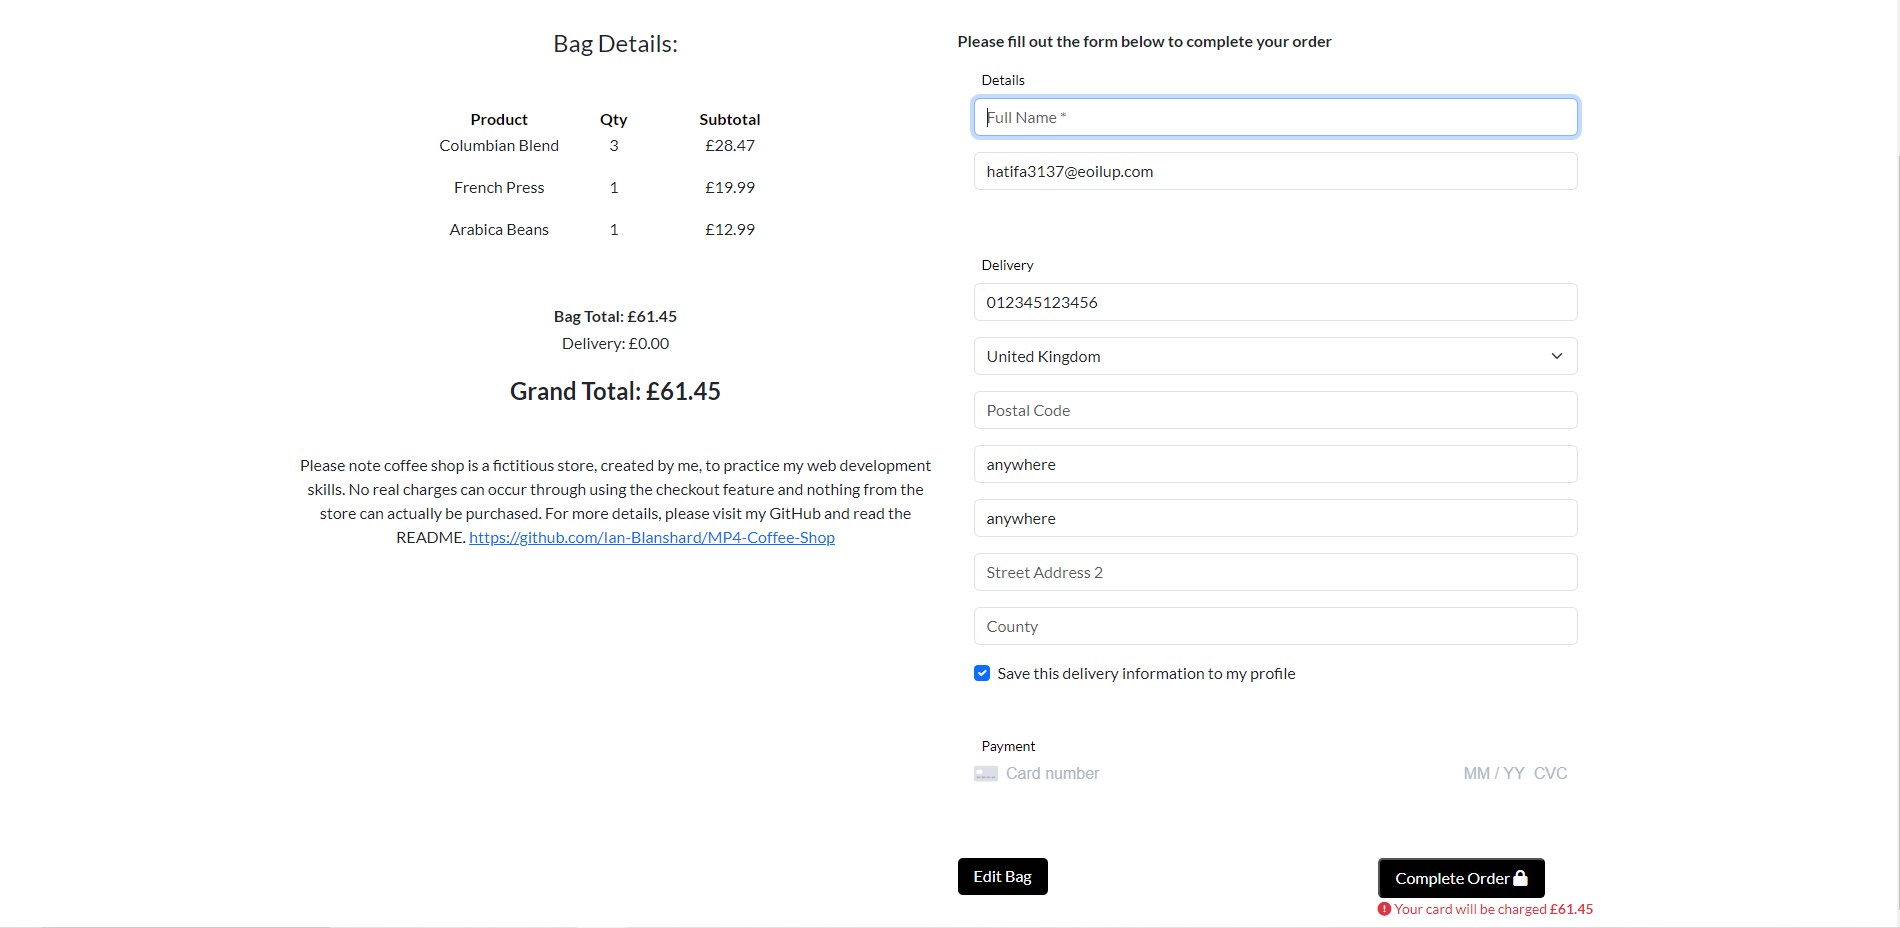 Bag Details:
Product Qty Subtotal
Columbian Blend 3 £28.47
French Press 1 £19.99
Arabica Beans 1 £12.99
Bag Total: £61.45
Delivery: £0.00
Grand Total: £61.45
Please note coffee shop is a fictitious store, created by me, to practice my web development
skills. No real charges can occur through using the checkout feature and nothing from the
store can actually be purchased. For more details, please visit my GitHub and read the
README. https://github.com/Ian-Blanshard/MP4-Coffee-Shop
Please fill out the form below to complete your order
Details
Full Name *
hatifa3137@eoilup.com
Delivery
012345123456
United Kingdom
Postal Code
anywhere
anywhere
Street Address 2
County
Save this delivery information to my profile
Payment
Card number MM / YY CVC
Edit Bag
Complete Order
Your card will be charged £61.45